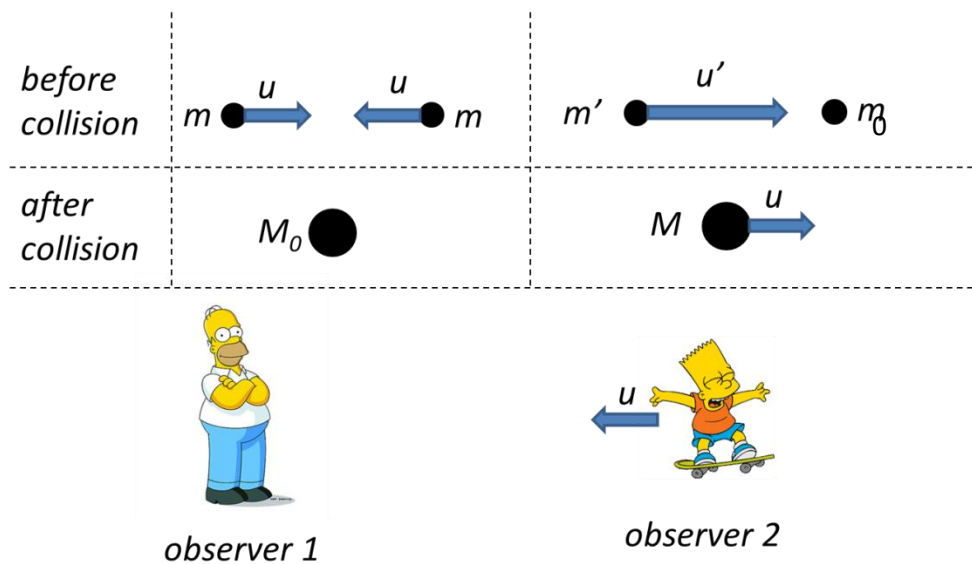 before collision
m u u m
m' u' m0
after collision
M0
M u
u
observer 1
observer 2